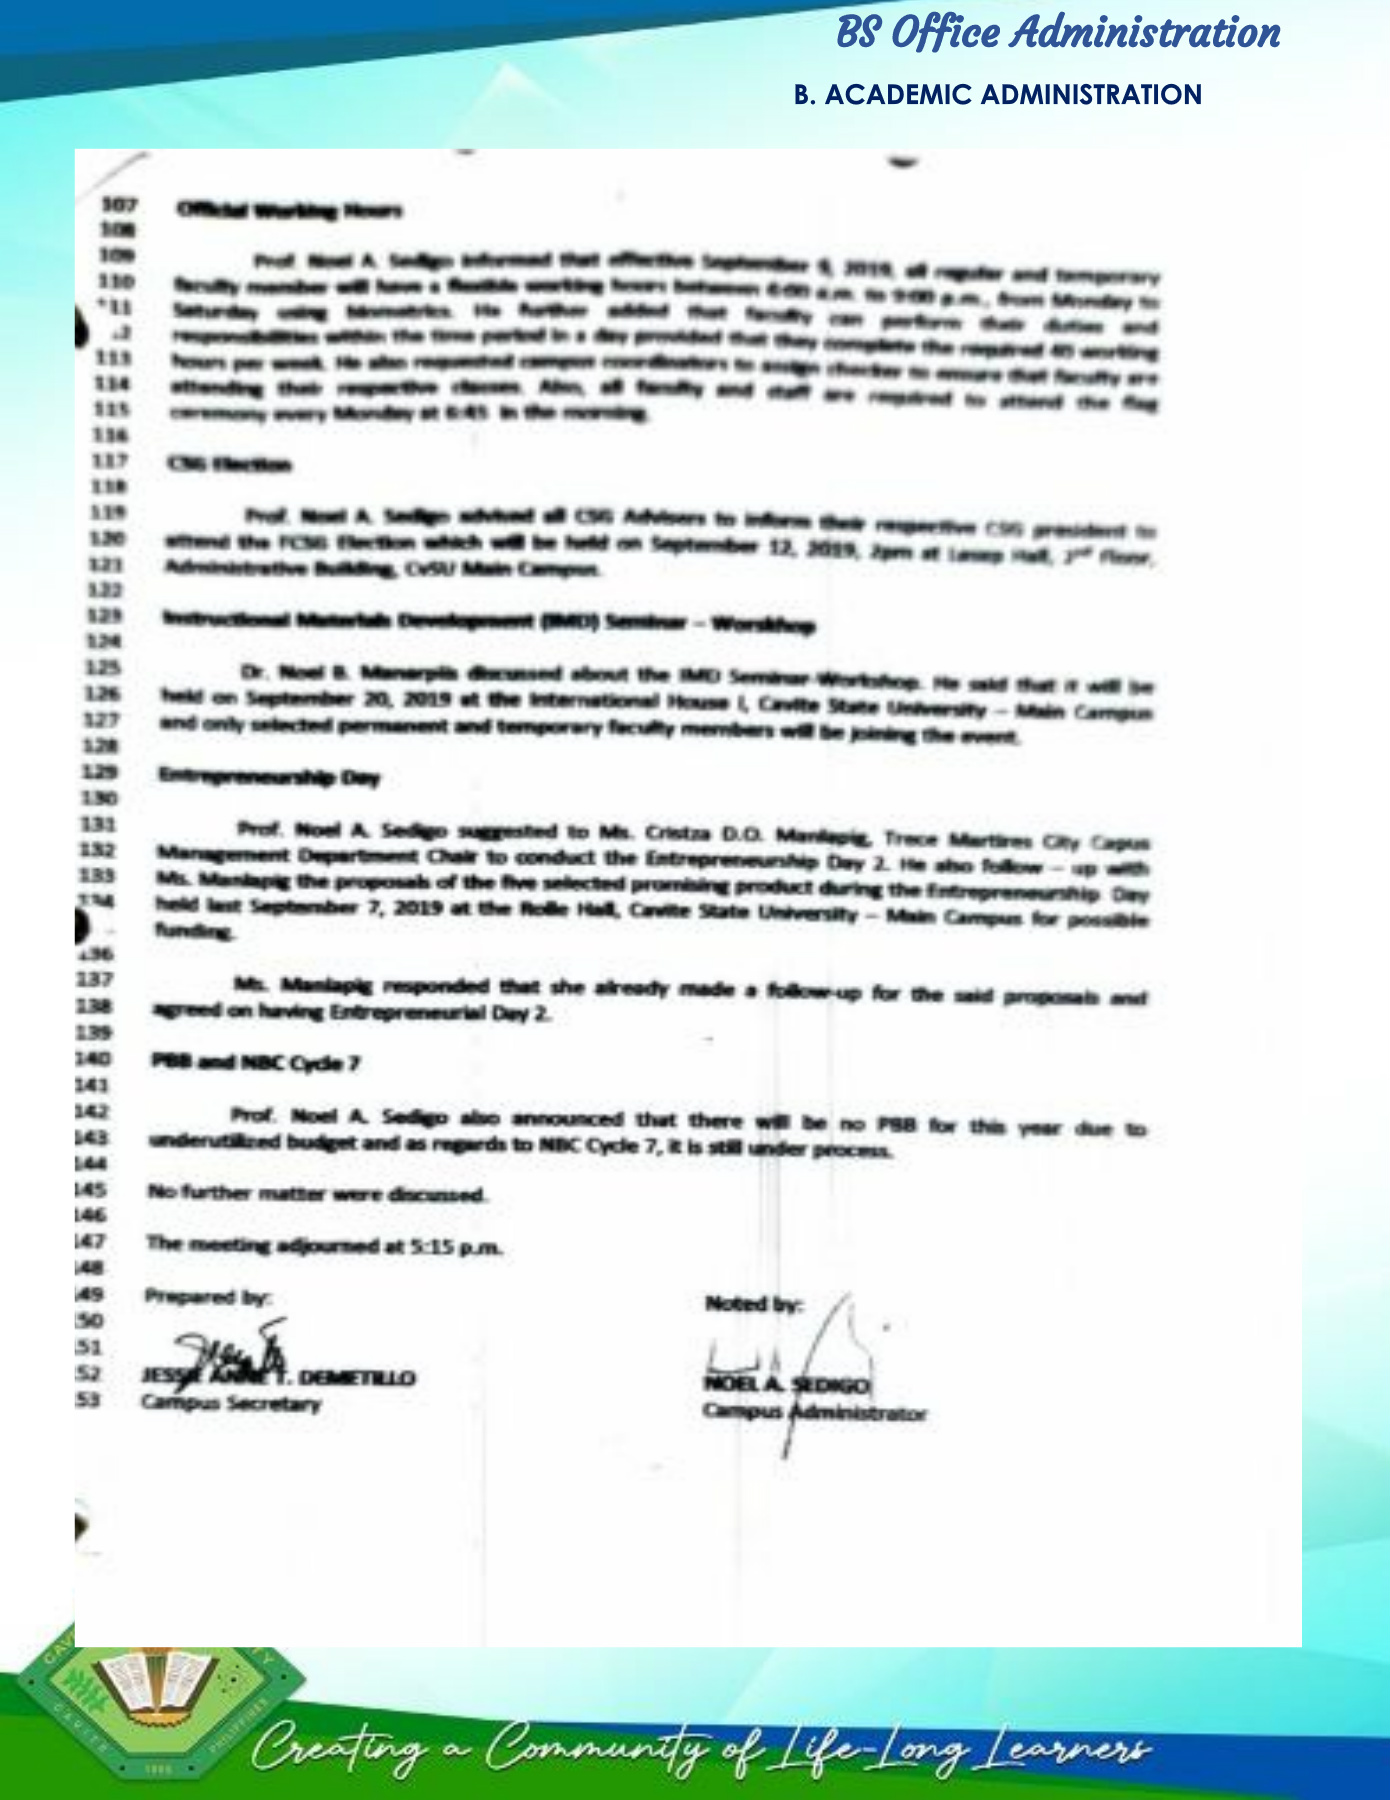 BS Office Administration
B. ACADEMIC ADMINISTRATION
107 Official Working Hours
108
109 Prof. Noel A. Sedigo informed that effective September 9, 2019, all regular and temporary
110 faculty member will have a flexible working hours between 6:00 a.m. to 9:00 p.m., from Monday to
11 Saturday using biometrics. He further added that faculty can perform their duties and
.2 responsibilities within the time period in a day provided that they complete the required 40 working
113 hours per week. He also requested campus coordinators to assign checker to ensure that faculty are
114 attending their respective classes. Also, all faculty and staff are required to attend the flag
115 ceremony every Monday at 6:45 in the morning.
116
117 CSG Election
118
119 Prof. Noel A. Sedigo advised all CSG Advisers to inform their respective CSG president to
120 attend the FCSG Election which will be held on September 12, 2019, 2pm at Hall, 2nd Floor,
121 Administrative Building, CvSU Main Campus.
122
123 Instructional Materials Development (IMD) Seminar – Worskhop
124
125 Dr. Noel B. Manarpiis discussed about the IMD Seminar-Workshop. He said that it will be
126 held on September 20, 2019 at the International House I, Cavite State University – Main Campus
127 and only selected permanent and temporary faculty members will be joining the event.
128
129 Entrepreneurship Day
130
131 Prof. Noel A. Sedigo suggested to Ms. Cristza D.O. Manlapig, Trece Martires City Capus
132 Management Department Chair to conduct the Entrepreneurship Day 2. He also follow – up with
133 Ms. Manlapig the proposals of the five selected promising product during the Entrepreneurship Day
134 held last September 7, 2019 at the Rolle Hall, Cavite State University – Main Campus for possible
funding.
136
137 Ms. Manlapig responded that she already made a follow-up for the said proposals and
138 agreed on having Entrepreneurial Day 2.
139
140 PBB and NBC Cycle 7
141
142 Prof. Noel A. Sedigo also announced that there will be no PBB for this year due to
143 underutilized budget and as regards to NBC Cycle 7, it is still under process.
144
145 No further matter were discussed.
146
147 The meeting adjourned at 5:15 p.m.
148
149 Prepared by: Noted by:
150
151
152 JESSIE ANNE T. DEMETILLO NOEL A. SEDIGO
153 Campus Secretary Campus Administrator
CAVITE
PHILIPPINES
1906
Creating a Community of Life-Long Learners